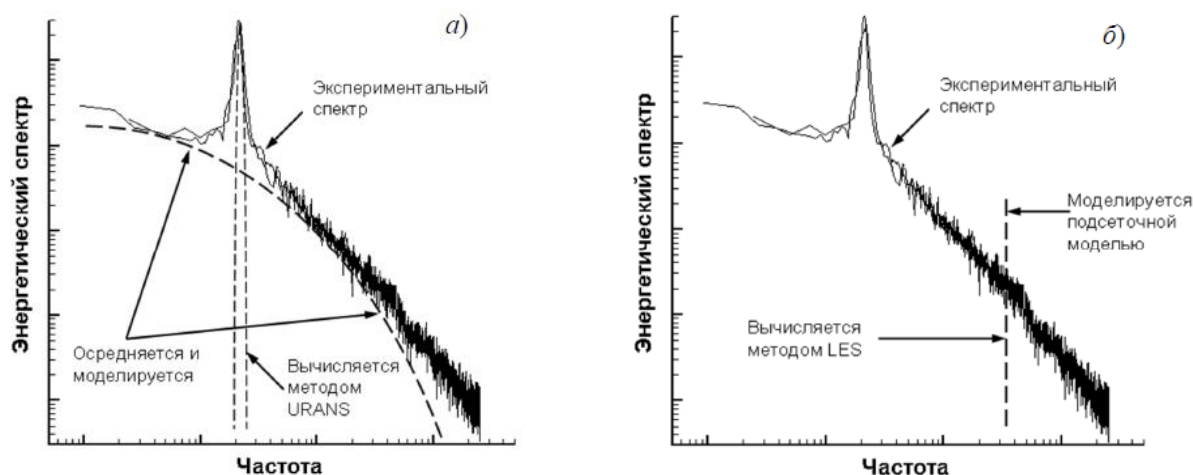 а)
Экспериментальный
спектр
Энергетический спектр
Осредняется и
моделируется
Вычисляется
методом
URANS
Частота
б)
Экспериментальный
спектр
Энергетический спектр
Моделируется
подсеточной
моделью
Вычисляется
методом LES
Частота